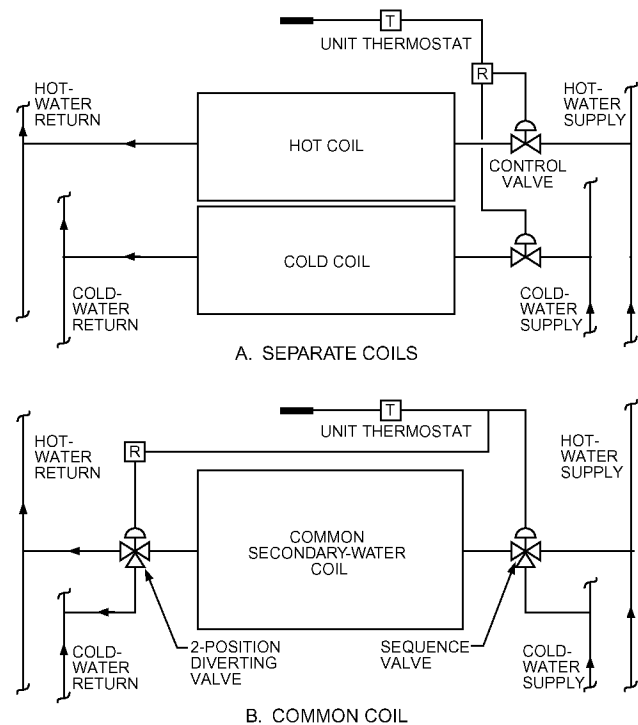 T
UNIT THERMOSTAT
R
HOT-
WATER
RETURN
HOT-
WATER
SUPPLY
HOT COIL
CONTROL
VALVE
COLD COIL
COLD-
WATER
RETURN
COLD-
WATER
SUPPLY
A. SEPARATE COILS
T
UNIT THERMOSTAT
HOT-
WATER
RETURN
R
HOT-
WATER
SUPPLY
COMMON
SECONDARY-WATER
COIL
COLD-
WATER
RETURN
2-POSITION
DIVERTING
VALVE
SEQUENCE
VALVE
COLD-
WATER
SUPPLY
B. COMMON COIL